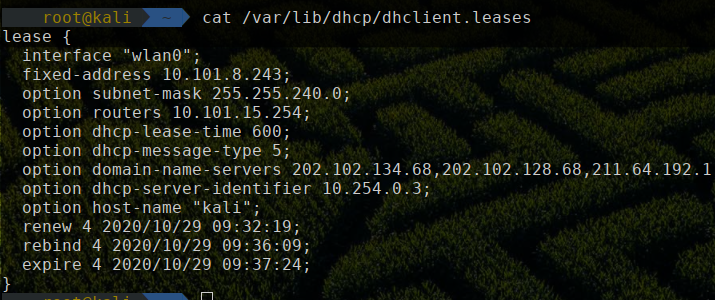 root@kali ~ cat /var/lib/dhcp/dhclient.leases
lease {
  interface "wlan0";
  fixed-address 10.101.8.243;
  option subnet-mask 255.255.240.0;
  option routers 10.101.15.254;
  option dhcp-lease-time 600;
  option dhcp-message-type 5;
  option domain-name-servers 202.102.134.68,202.102.128.68,211.64.192.1
  option dhcp-server-identifier 10.254.0.3;
  option host-name "kali";
  renew 4 2020/10/29 09:32:19;
  rebind 4 2020/10/29 09:36:09;
  expire 4 2020/10/29 09:37:24;
}
root@kali ~